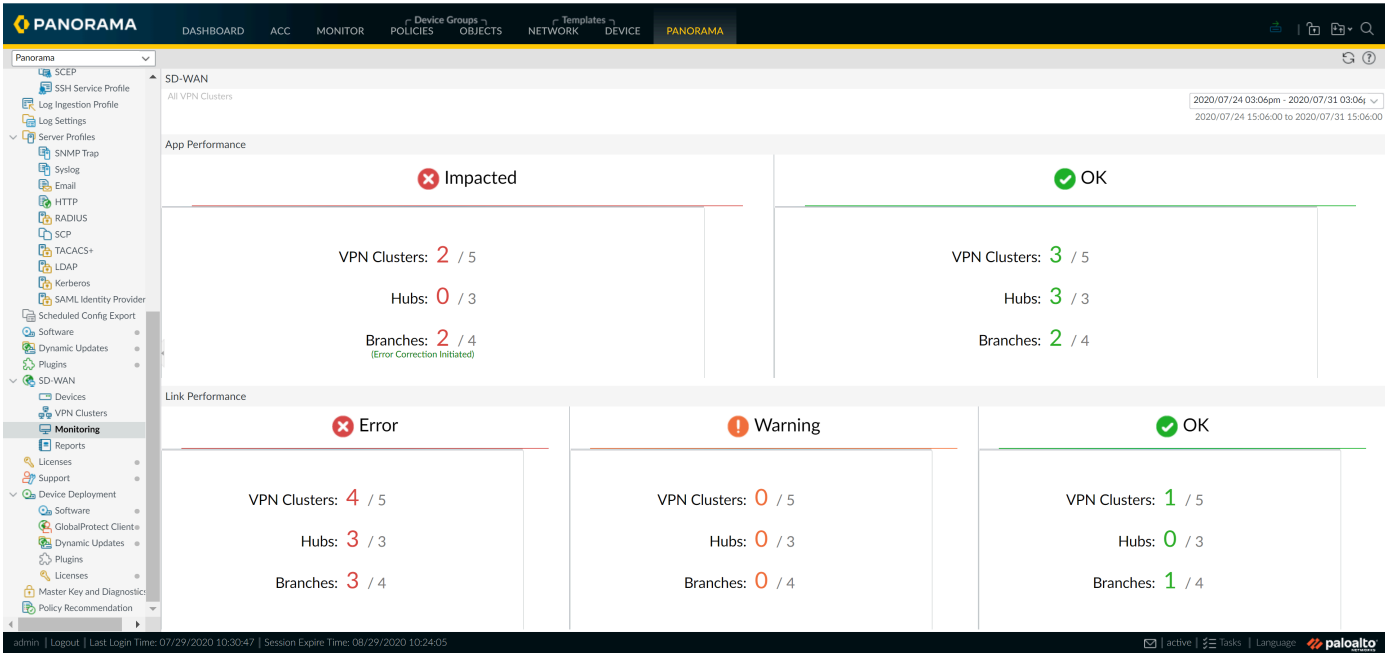 PANORAMA
DASHBOARD ACC MONITOR Device Groups POLICIES OBJECTS Templates NETWORK DEVICE PANORAMA
Panorama
SCEP
SSH Service Profile
Log Ingestion Profile
Log Settings
Server Profiles
SNMP Trap
Syslog
Email
HTTP
RADIUS
SCP
TACACS+
LDAP
Kerberos
SAML Identity Provider
Scheduled Config Export
Software
Dynamic Updates
Plugins
SD-WAN
Devices
VPN Clusters
Monitoring
Reports
Licenses
Support
Device Deployment
Software
GlobalProtect Client
Dynamic Updates
Plugins
Licenses
Master Key and Diagnostics
Policy Recommendation
SD-WAN
All VPN Clusters
2020/07/24 03:06pm - 2020/07/31 03:06
2020/07/24 15:06:00 to 2020/07/31 15:06:00
App Performance
Impacted
VPN Clusters: 2 / 5
Hubs: 0 / 3
Branches: 2 / 4
(Error Correction Initiated)
OK
VPN Clusters: 3 / 5
Hubs: 3 / 3
Branches: 2 / 4
Link Performance
Error
VPN Clusters: 4 / 5
Hubs: 3 / 3
Branches: 3 / 4
Warning
VPN Clusters: 0 / 5
Hubs: 0 / 3
Branches: 0 / 4
OK
VPN Clusters: 1 / 5
Hubs: 0 / 3
Branches: 1 / 4
admin | Logout | Last Login Time: 07/29/2020 10:30:47 | Session Expire Time: 08/29/2020 10:24:05
active | Tasks | Language paloalto NETWORKS